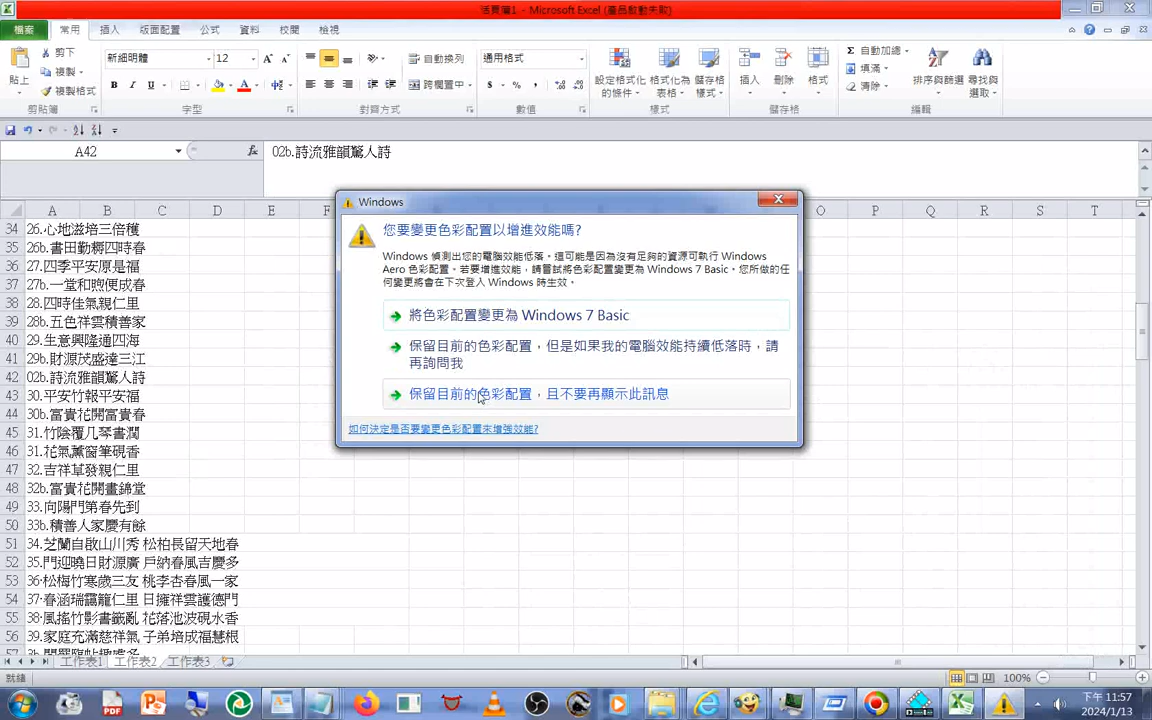 活頁簿1 - Microsoft Excel (產品啟動失敗)
檔案 常用 插入 版面配置 公式 資料 校閱 檢視
貼上 剪下 複製 複製格式 剪貼簿
新細明體 12 B I U 字型
自動換列 跨欄置中 對齊方式
通用格式 $ % , 數值
設定格式化的條件 格式化為表格 儲存格樣式 樣式
插入 刪除 格式 儲存格
Σ 自動加總 填滿 清除 排序與篩選 尋找與選取 編輯
A42 fx 02b.詩流雅韻驚人詩
A B C D E F O P Q R S T
34 26.心地滋培三倍穫
35 26b.書田勤耨四時春
36 27.四季平安原是福
37 27b.一堂和煦便成春
38 28.四時佳氣親仁里
39 28b.五色祥雲積善家
40 29.生意興隆通四海
41 29b.財源茂盛達三江
42 02b.詩流雅韻驚人詩
43 30.平安竹報平安福
44 30b.富貴花開富貴春
45 31.竹陰覆几琴書潤
46 31.花氣薰窗筆硯香
47 32.吉祥草發親仁里
48 32b.富貴花開畫錦堂
49 33.向陽門第春先到
50 33b.積善人家慶有餘
51 34.芝蘭自啟山川秀 松柏長留天地春
52 35.門迎曉日財源廣 戶納春風吉慶多
53 36.松梅竹寒歲三友 桃李杏春風一家
54 37.春涵瑞靄籠仁里 日擁祥雲護德門
55 38.風搖竹影書籤亂 花落池波硯水香
56 39.家庭充滿慈祥氣 子弟培成福慧根
Windows
您要變更色彩配置以增進效能嗎?
Windows 偵測出您的電腦效能低落。這可能是因為沒有足夠的資源可執行 Windows
Aero 色彩配置。若要增進效能，請嘗試將色彩配置變更為 Windows 7 Basic。您所做的任
何變更將會在下次登入 Windows 時生效。
將色彩配置變更為 Windows 7 Basic
保留目前的色彩配置，但是如果我的電腦效能持續低落時，請
再詢問我
保留目前的色彩配置，且不要再顯示此訊息
如何決定是否要變更色彩配置來增強效能?
工作表1 工作表2 工作表3
就緒 100%
下午 11:57
2024/1/13